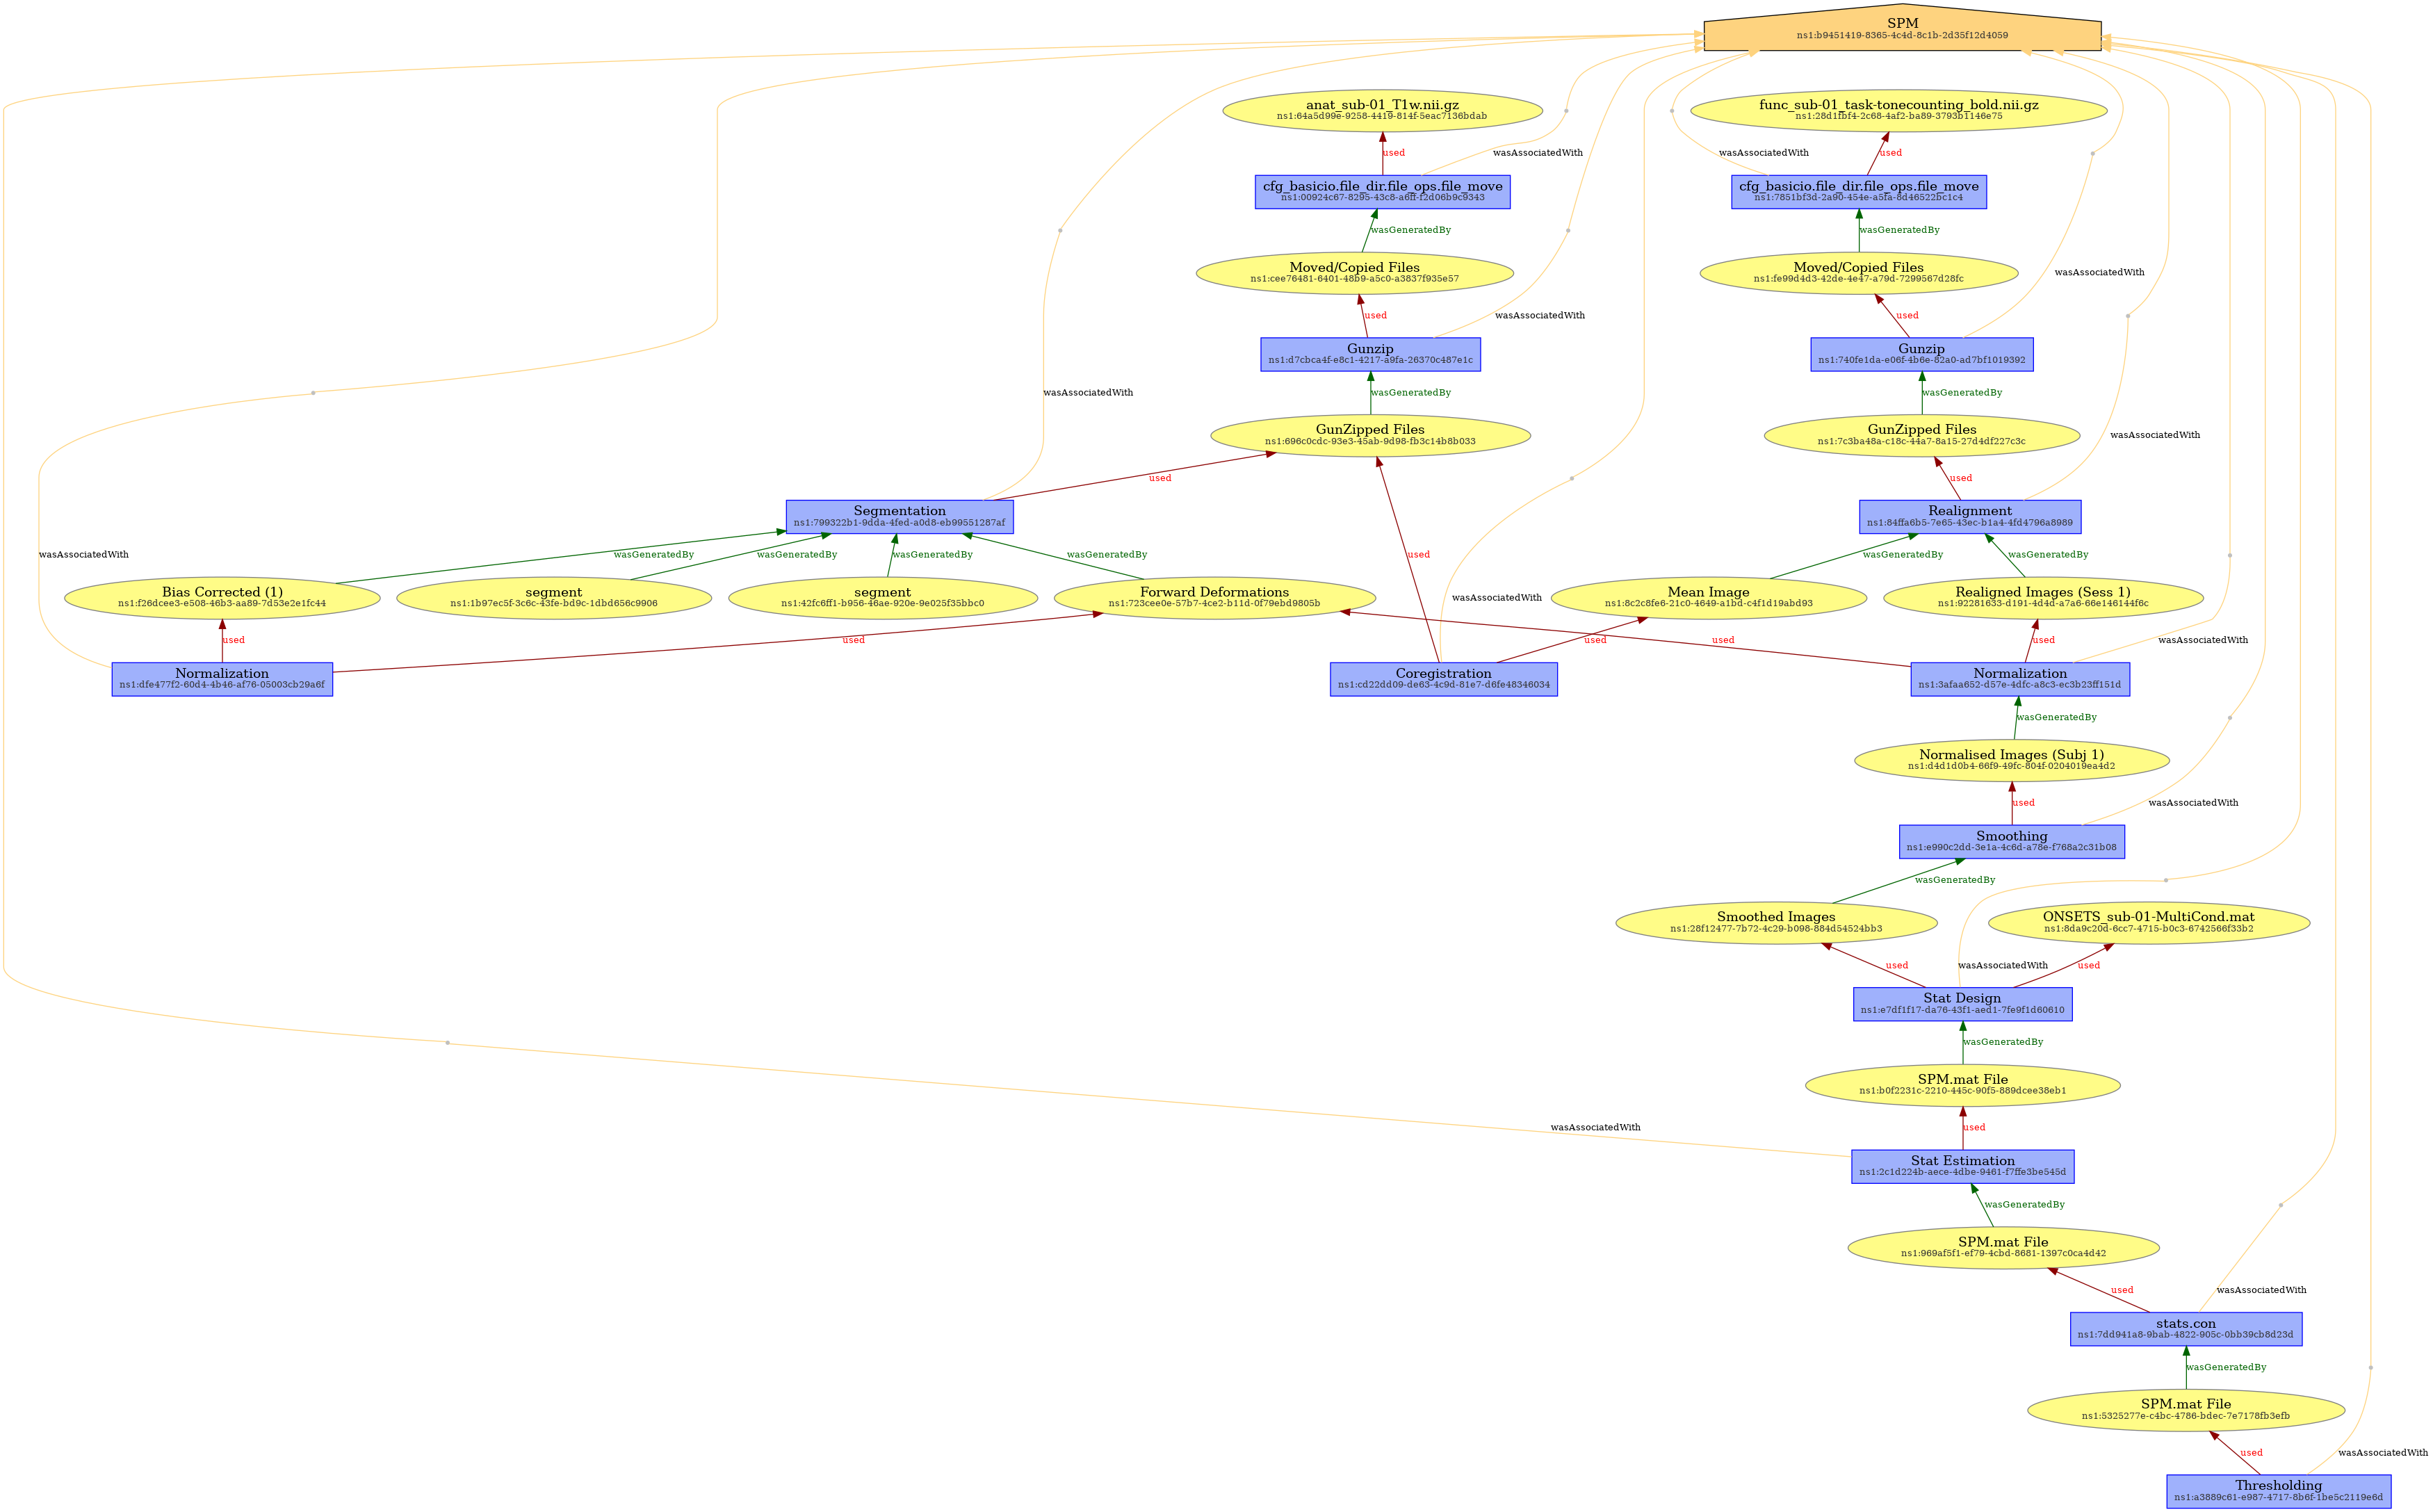 SPM
ns1:b9451419-8365-4c4d-8c1b-2d35f12d4059
anat_sub-01_T1w.nii.gz
ns1:64a5d99e-9258-4419-814f-5eac7136bdab
func_sub-01_task-tonecounting_bold.nii.gz
ns1:28d1fbf4-2c68-4af2-ba89-3793b1146e75
used
wasAssociatedWith
wasAssociatedWith
used
cfg_basicio.file_dir.file_ops.file_move
ns1:00924c67-8295-43c8-a6ff-f2d06b9c9343
cfg_basicio.file_dir.file_ops.file_move
ns1:7851bf3d-2a90-454e-a5fa-8d46522bc1c4
wasGeneratedBy
wasGeneratedBy
Moved/Copied Files
ns1:cee76481-6401-48b9-a5c0-a3837f935e57
Moved/Copied Files
ns1:fe99d4d3-42de-4e47-a79d-7299567d28fc
wasAssociatedWith
used
wasAssociatedWith
used
Gunzip
ns1:d7cbca4f-e8c1-4217-a9fa-26370c487e1c
Gunzip
ns1:740fe1da-e06f-4b6e-82a0-ad7bf1019392
wasAssociatedWith
wasGeneratedBy
wasGeneratedBy
GunZipped Files
ns1:696c0cdc-93e3-45ab-9d98-fb3c14b8b033
GunZipped Files
ns1:7c3ba48a-c18c-44a7-8a15-27d4df227c3c
wasAssociatedWith
used
used
Segmentation
ns1:799322b1-9dda-4fed-a0d8-eb99551287af
Realignment
ns1:84ffa6b5-7e65-43ec-b1a4-4fd4796a8989
wasAssociatedWith
wasGeneratedBy
wasGeneratedBy
wasGeneratedBy
wasGeneratedBy
used
wasGeneratedBy
wasGeneratedBy
Bias Corrected (1)
ns1:f26dcee3-e508-46b3-aa89-7d53e2e1fc44
segment
ns1:1b97ec5f-3c6c-43fe-bd9c-1dbd656c9906
segment
ns1:42fc6ff1-b956-46ae-920e-9e025f35bbc0
Forward Deformations
ns1:723cee0e-57b7-4ce2-b11d-0f79ebd9805b
Mean Image
ns1:8c2c8fe6-21c0-4649-a1bd-c4f1d19abd93
Realigned Images (Sess 1)
ns1:92281633-d191-4d4d-a7a6-66e146144f6c
wasAssociatedWith
used
used
used
used
used
wasAssociatedWith
Normalization
ns1:dfe477f2-60d4-4b46-af76-05003cb29a6f
Coregistration
ns1:cd22dd09-de63-4c9d-81e7-d6fe48346034
Normalization
ns1:3afaa652-d57e-4dfc-a8c3-ec3b23ff151d
wasGeneratedBy
Normalised Images (Subj 1)
ns1:d4d1d0b4-66f9-49fc-804f-0204019ea4d2
used
wasAssociatedWith
Smoothing
ns1:e990c2dd-3e1a-4c6d-a78e-f768a2c31b08
wasGeneratedBy
Smoothed Images
ns1:28f12477-7b72-4c29-b098-884d54524bb3
ONSETS_sub-01-MultiCond.mat
ns1:8da9c20d-6cc7-4715-b0c3-6742566f33b2
used
wasAssociatedWith
used
Stat Design
ns1:e7df1f17-da76-43f1-aed1-7fe9f1d60610
wasGeneratedBy
SPM.mat File
ns1:b0f2231c-2210-445c-90f5-889dcee38eb1
wasAssociatedWith
used
Stat Estimation
ns1:2c1d224b-aece-4dbe-9461-f7ffe3be545d
wasGeneratedBy
SPM.mat File
ns1:969af5f1-ef79-4cbd-8681-1397c0ca4d42
used
wasAssociatedWith
stats.con
ns1:7dd941a8-9bab-4822-905c-0bb39cb8d23d
wasGeneratedBy
SPM.mat File
ns1:5325277e-c4bc-4786-bdec-7e7178fb3efb
used
wasAssociatedWith
Thresholding
ns1:a3889c61-e987-4717-8b6f-1be5c2119e6d